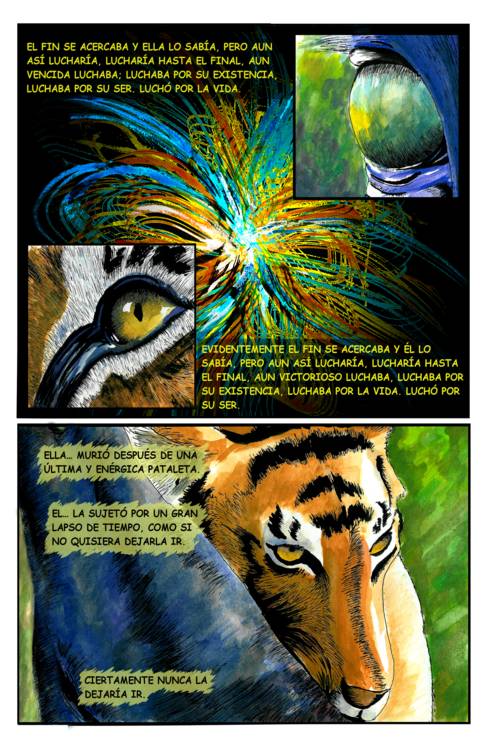 EL FIN SE ACERCABA Y ELLA LO SABÍA, PERO AUN
ASÍ LUCHARÍA, LUCHARÍA HASTA EL FINAL, AUN
VENCIDA LUCHABA; LUCHABA POR SU EXISTENCIA,
LUCHABA POR SU SER. LUCHÓ POR LA VIDA.
EVIDENTEMENTE EL FIN SE ACERCABA Y ÉL LO
SABÍA, PERO AUN ASÍ LUCHARÍA, LUCHARÍA HASTA
EL FINAL, AUN VICTORIOSO LUCHABA, LUCHABA POR
SU EXISTENCIA, LUCHABA POR LA VIDA. LUCHÓ POR
SU SER.
ELLA... MURIÓ DESPUÉS DE UNA
ÚLTIMA Y ENÉRGICA PATALETA.
EL... LA SUJETÓ POR UN GRAN
LAPSO DE TIEMPO, COMO SI
NO QUISIERA DEJARLA IR.
CIERTAMENTE NUNCA LA
DEJARÍA IR.